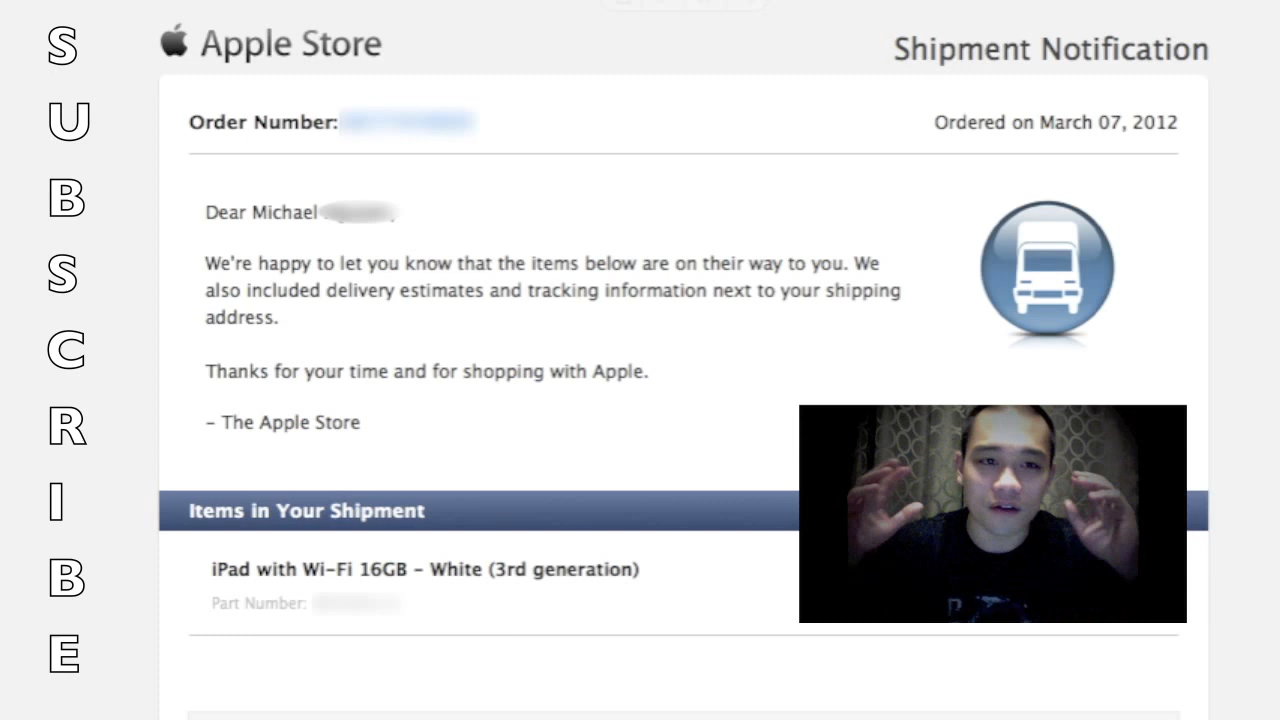 SUBSCRIBE
Apple Store
Shipment Notification
Order Number:
Ordered on March 07, 2012
Dear Michael
We're happy to let you know that the items below are on their way to you. We
also included delivery estimates and tracking information next to your shipping
address.
Thanks for your time and for shopping with Apple.
– The Apple Store
Items in Your Shipment
iPad with Wi-Fi 16GB – White (3rd generation)
Part Number: